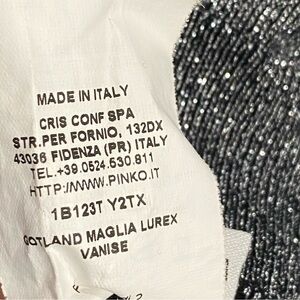 MADE IN ITALY
CRIS CONF SPA
STR.PER FORNIO, 132DX
43036 FIDENZA (PR) ITALY
TEL.+39.0524.530.811
HTTP://WWW.PINKO.IT
1B123T Y2TX
GOTLAND MAGLIA LUREX
VANISE